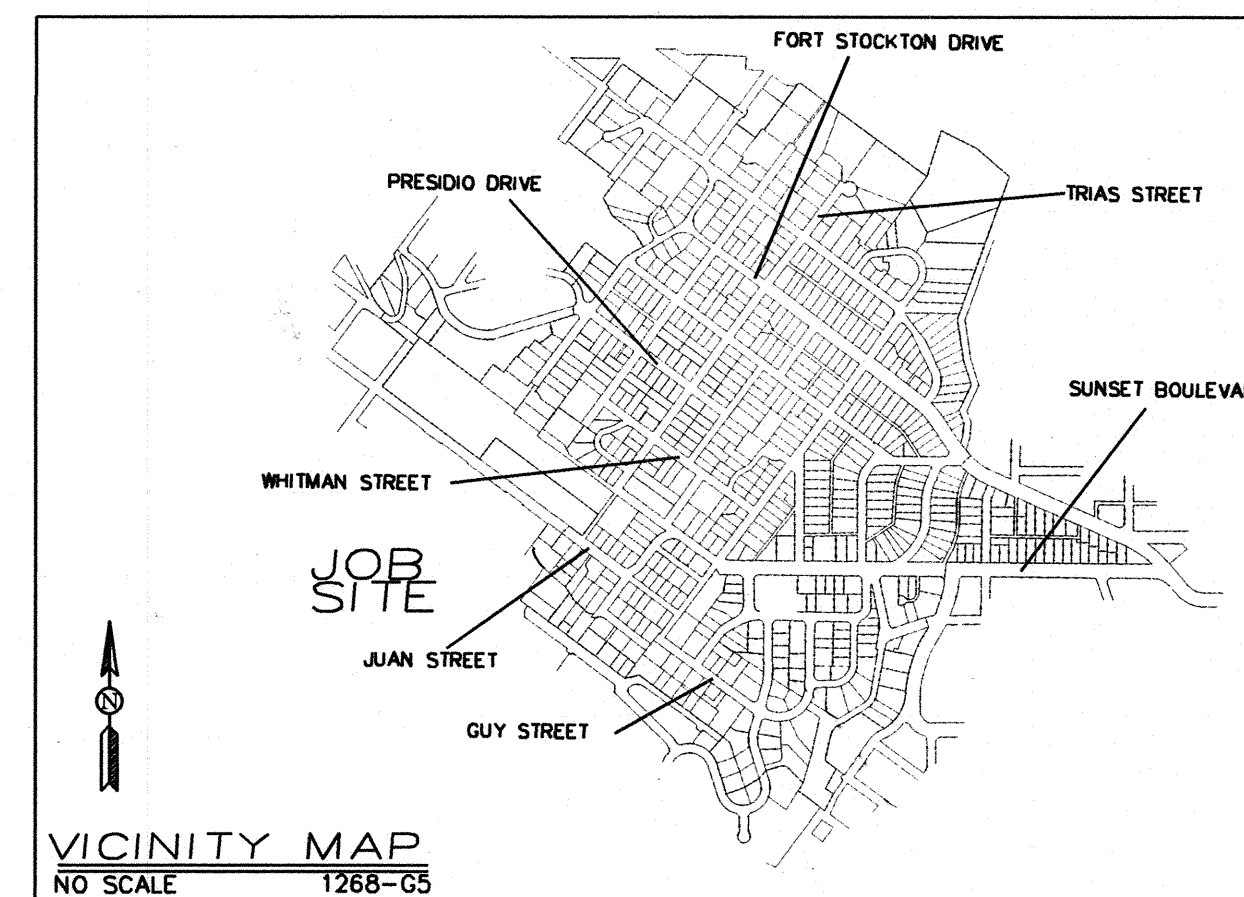 FORT STOCKTON DRIVE
PRESIDIO DRIVE
TRIAS STREET
SUNSET BOULEVA
WHITMAN STREET
JOB
SITE
JUAN STREET
GUY STREET
N
VICINITY MAP
NO SCALE 1268-G5